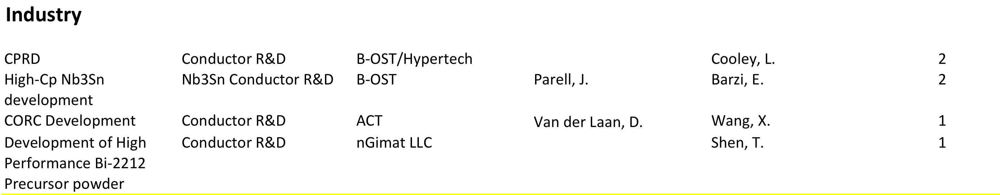 Industry
CPRD Conductor R&D B-OST/Hypertech Cooley, L. 2
High-Cp Nb3Sn Nb3Sn Conductor R&D B-OST Parell, J. Barzi, E. 2
development
CORC Development Conductor R&D ACT Van der Laan, D. Wang, X. 1
Development of High Conductor R&D nGimat LLC Shen, T. 1
Performance Bi-2212
Precursor powder